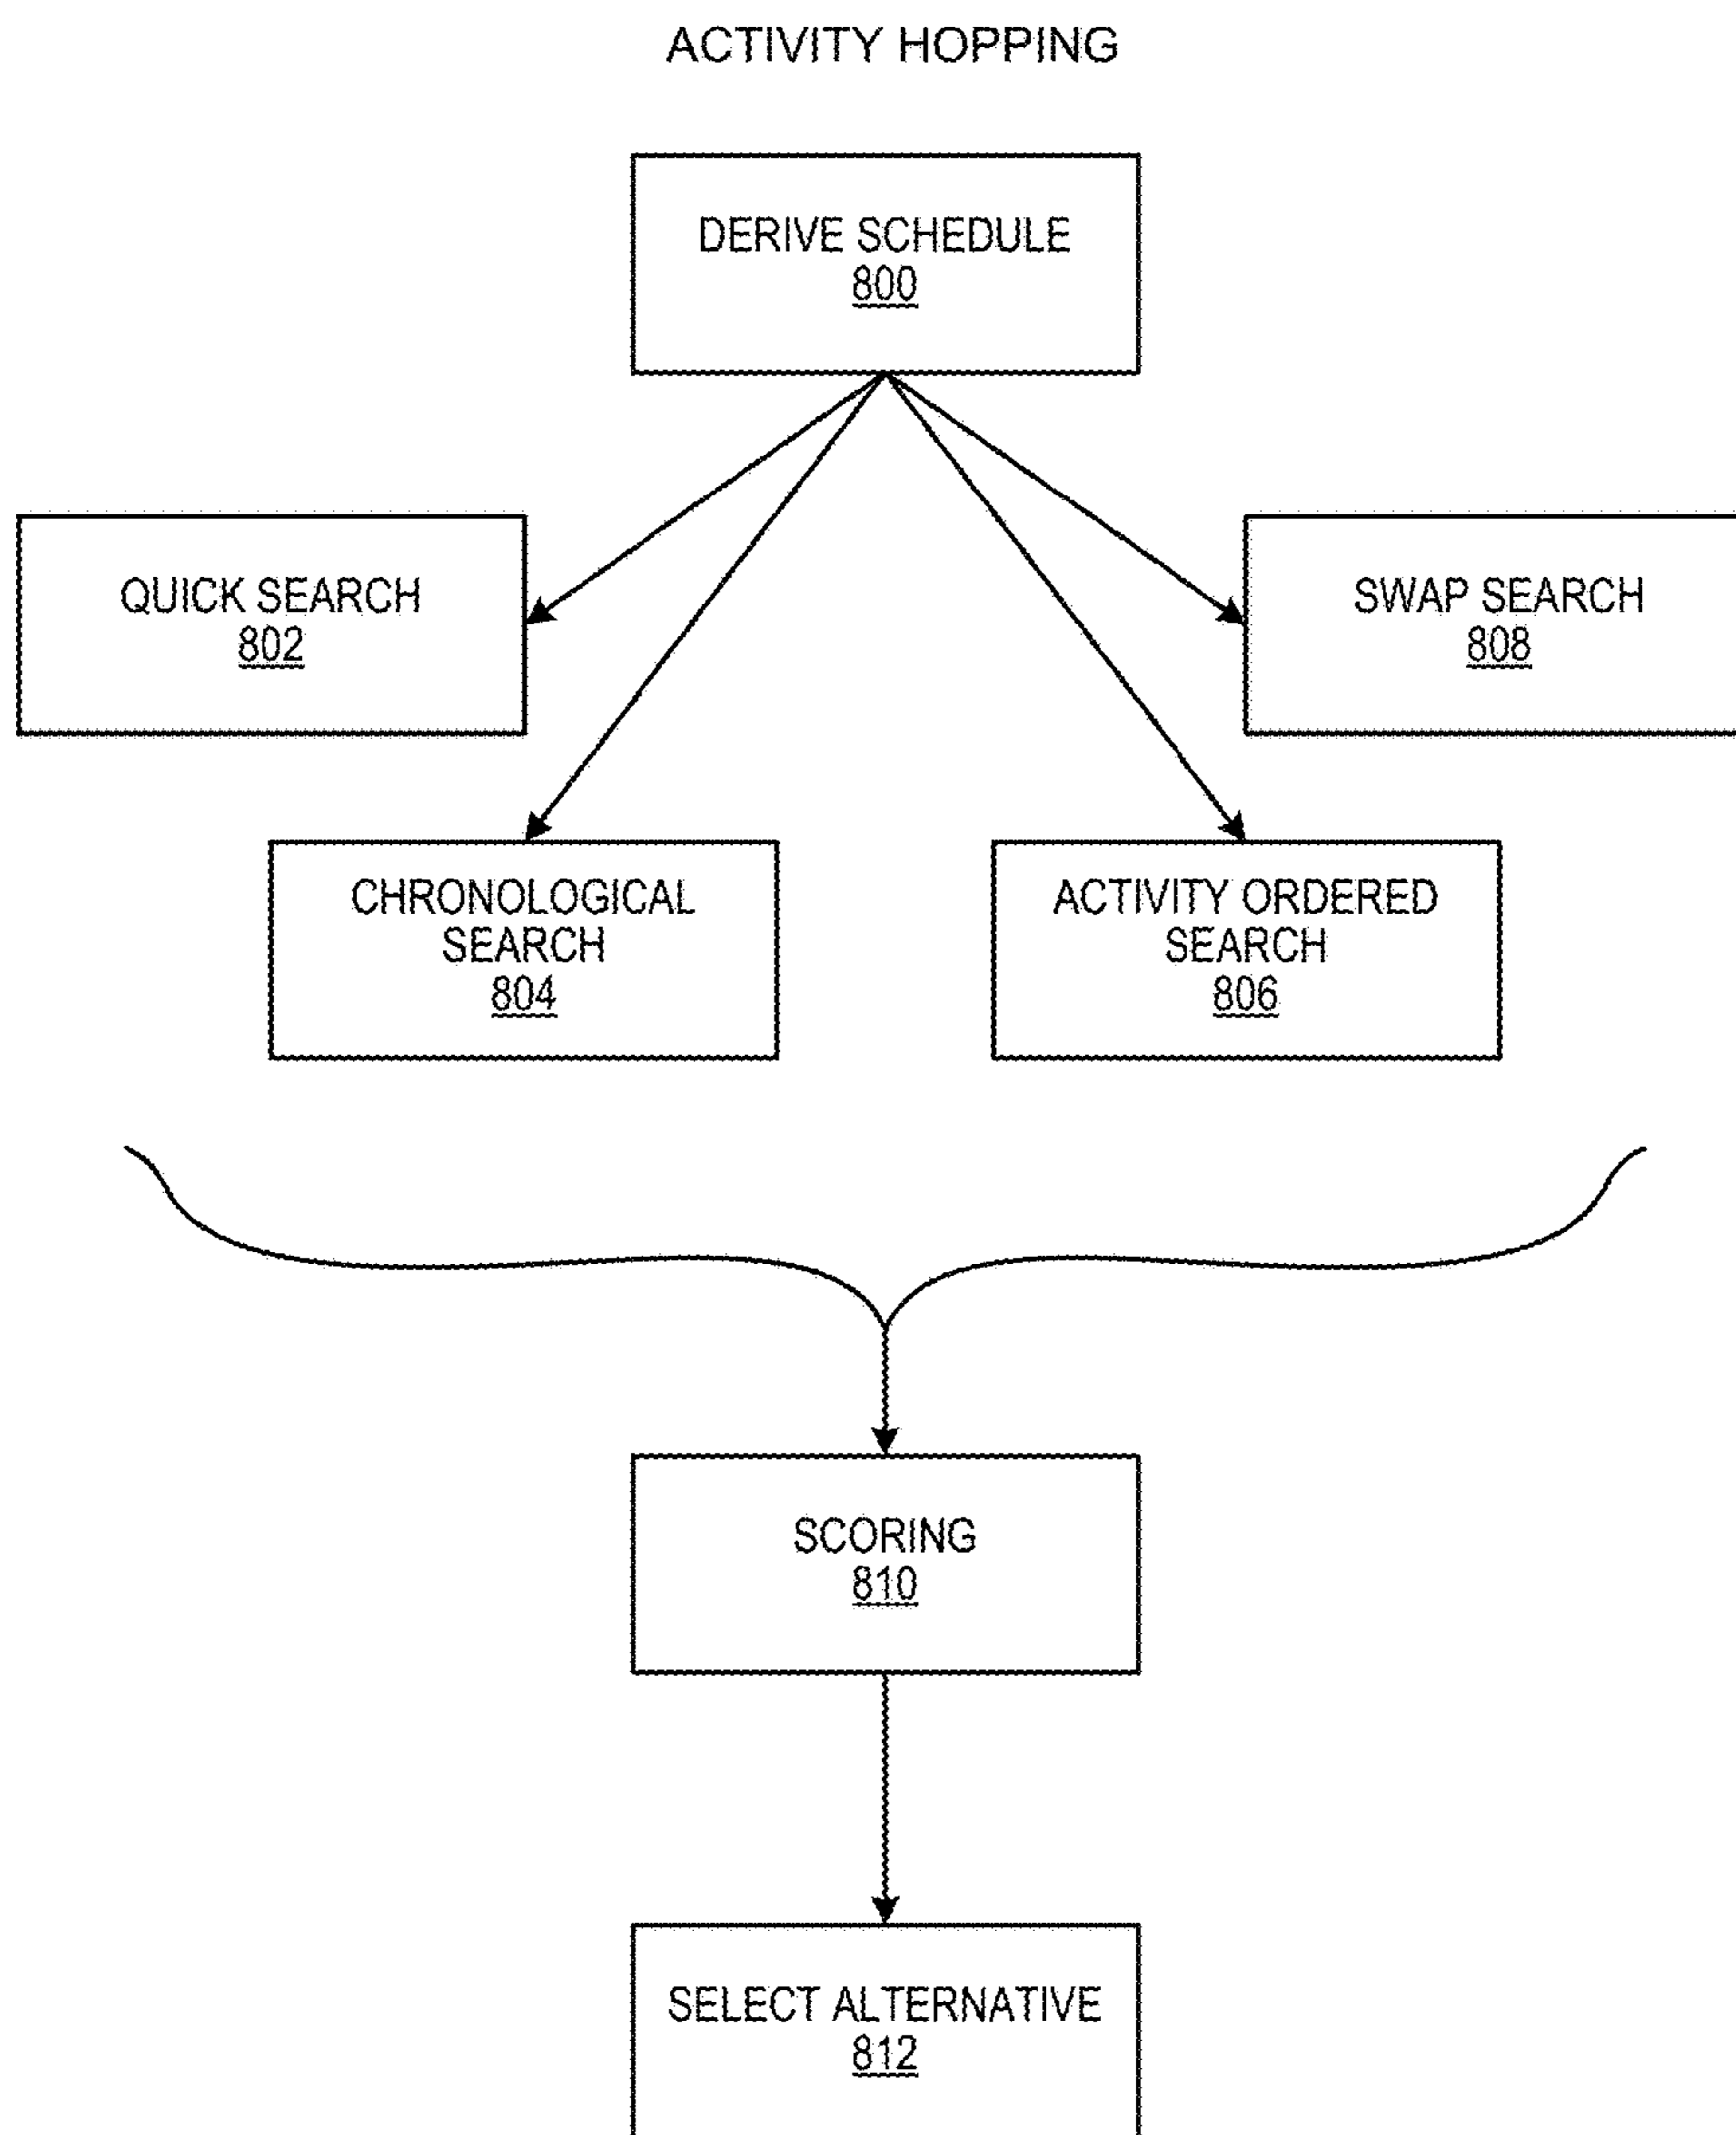 ACTIVITY HOPPING
DERIVE SCHEDULE
800
QUICK SEARCH
802
SWAP SEARCH
808
CHRONOLOGICAL
SEARCH
804
ACTIVITY ORDERED
SEARCH
806
SCORING
810
SELECT ALTERNATIVE
812